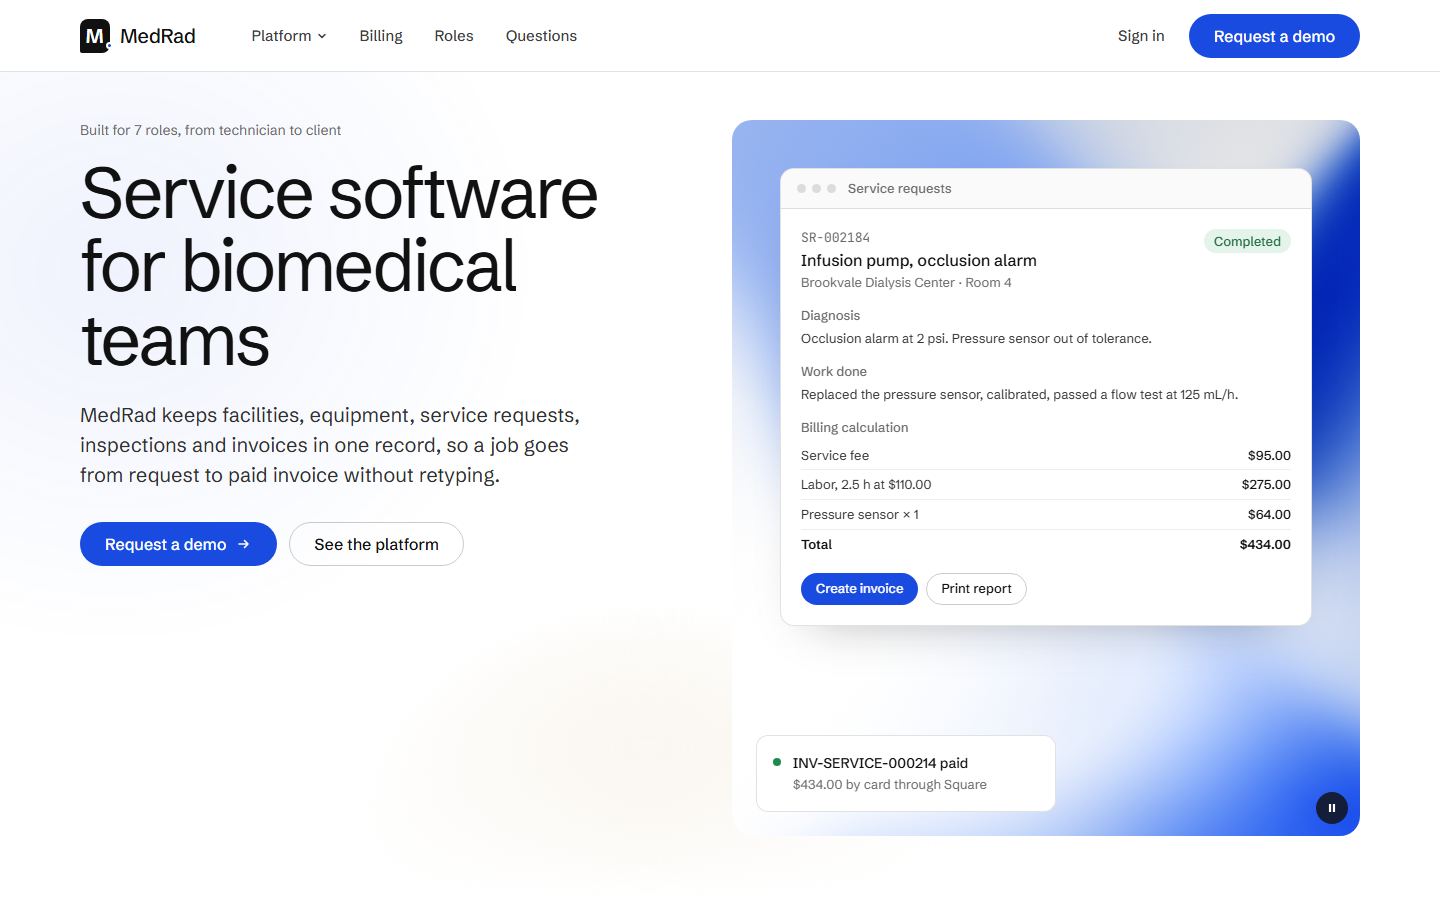 M. MedRad
Platform
Billing
Roles
Questions
Sign in
Request a demo
Built for 7 roles, from technician to client
Service software
for biomedical
teams
MedRad keeps facilities, equipment, service requests,
inspections and invoices in one record, so a job goes
from request to paid invoice without retyping.
Request a demo →
See the platform
Service requests
SR-002184
Completed
Infusion pump, occlusion alarm
Brookvale Dialysis Center · Room 4
Diagnosis
Occlusion alarm at 2 psi. Pressure sensor out of tolerance.
Work done
Replaced the pressure sensor, calibrated, passed a flow test at 125 mL/h.
Billing calculation
Service fee $95.00
Labor, 2.5 h at $110.00 $275.00
Pressure sensor × 1 $64.00
Total $434.00
Create invoice
Print report
INV-SERVICE-000214 paid
$434.00 by card through Square